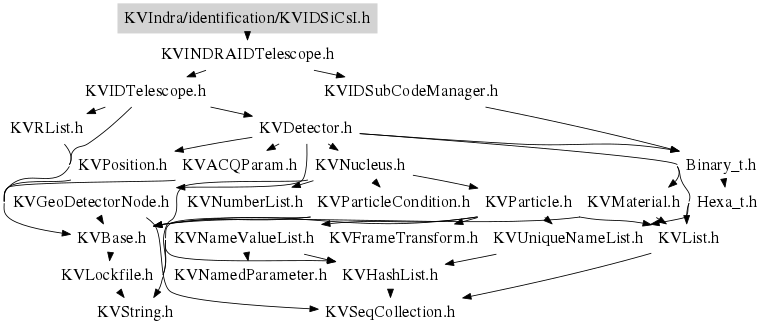 KVIndra/identification/KVIDSiCsI.h
KVINDRAIDTelescope.h
KVIDTelescope.h KVIDSubCodeManager.h
KVRList.h KVDetector.h
KVPosition.h KVACQParam.h KVNucleus.h Binary_t.h
KVGeoDetectorNode.h KVNumberList.h KVParticleCondition.h KVParticle.h KVMaterial.h Hexa_t.h
KVBase.h KVNameValueList.h KVFrameTransform.h KVUniqueNameList.h KVList.h
KVLockfile.h KVNamedParameter.h KVHashList.h
KVString.h KVSeqCollection.h